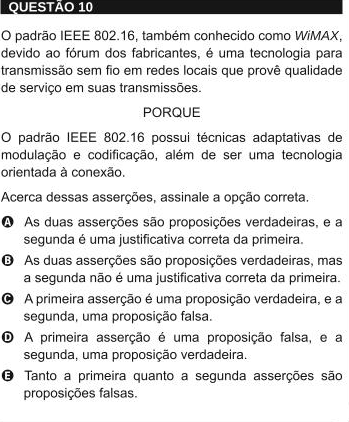 QUESTÃO 10
O padrão IEEE 802.16, também conhecido como WiMAX,
devido ao fórum dos fabricantes, é uma tecnologia para
transmissão sem fio em redes locais que provê qualidade
de serviço em suas transmissões.
PORQUE
O padrão IEEE 802.16 possui técnicas adaptativas de
modulação e codificação, além de ser uma tecnologia
orientada à conexão.
Acerca dessas asserções, assinale a opção correta.
A As duas asserções são proposições verdadeiras, e a
segunda é uma justificativa correta da primeira.
B As duas asserções são proposições verdadeiras, mas
a segunda não é uma justificativa correta da primeira.
C A primeira asserção é uma proposição verdadeira, e a
segunda, uma proposição falsa.
D A primeira asserção é uma proposição falsa, e a
segunda, uma proposição verdadeira.
E Tanto a primeira quanto a segunda asserções são
proposições falsas.